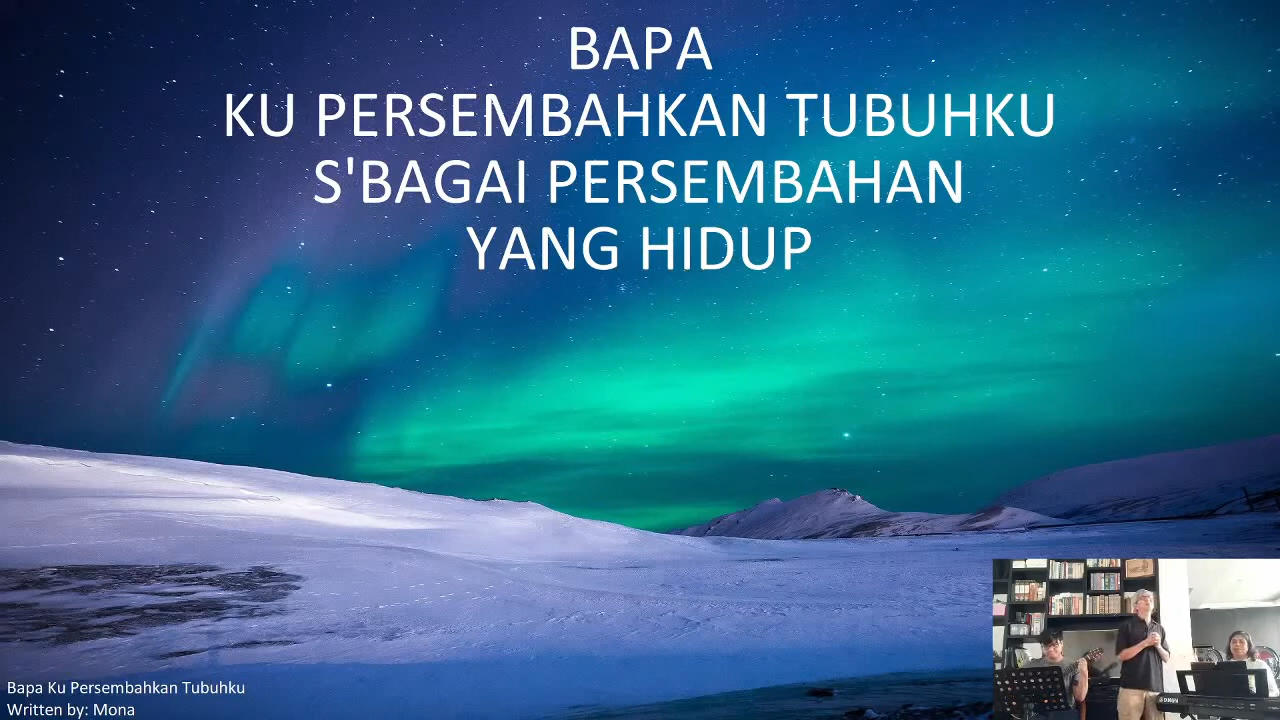 BAPA
KU PERSEMBAHKAN TUBUHKU
S'BAGAI PERSEMBAHAN
YANG HIDUP
Bapa Ku Persembahkan Tubuhku
Written by: Mona